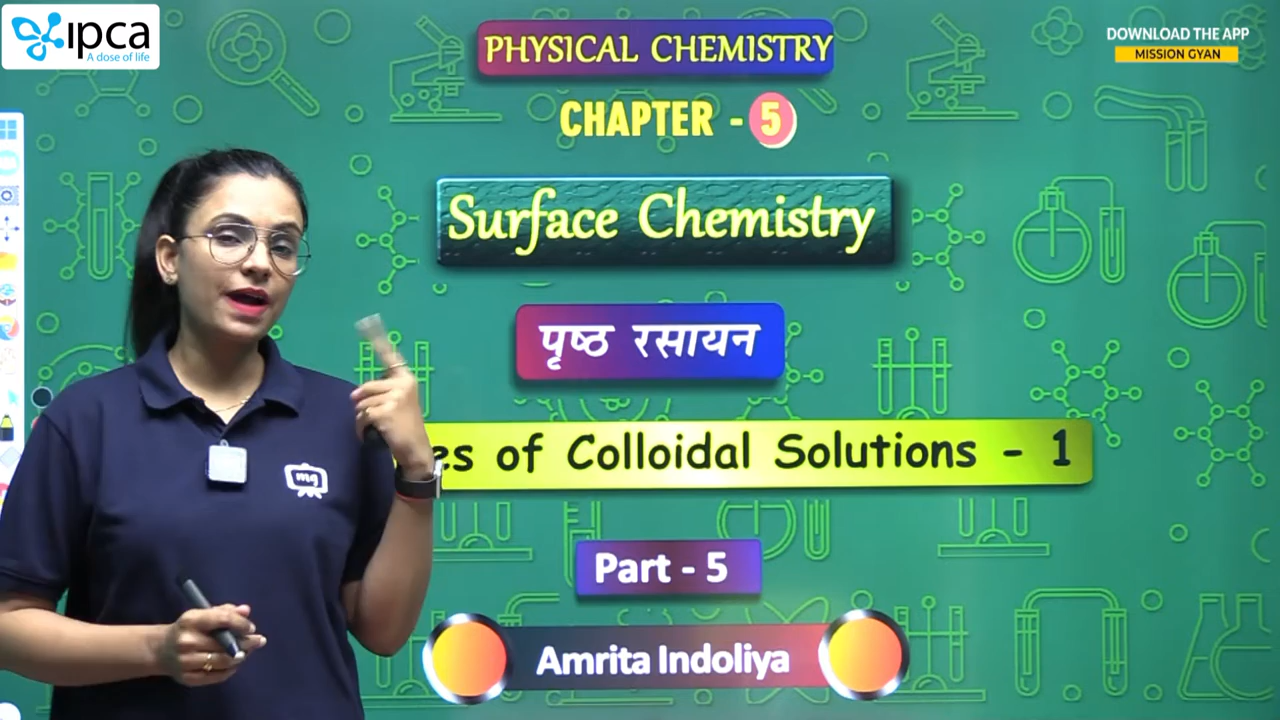 ipca
A dose of life
DOWNLOAD THE APP
MISSION GYAN
PHYSICAL CHEMISTRY
CHAPTER - 5
Surface Chemistry
पृष्ठ रसायन
of Colloidal Solutions - 1
mg
Part - 5
Amrita Indoliya